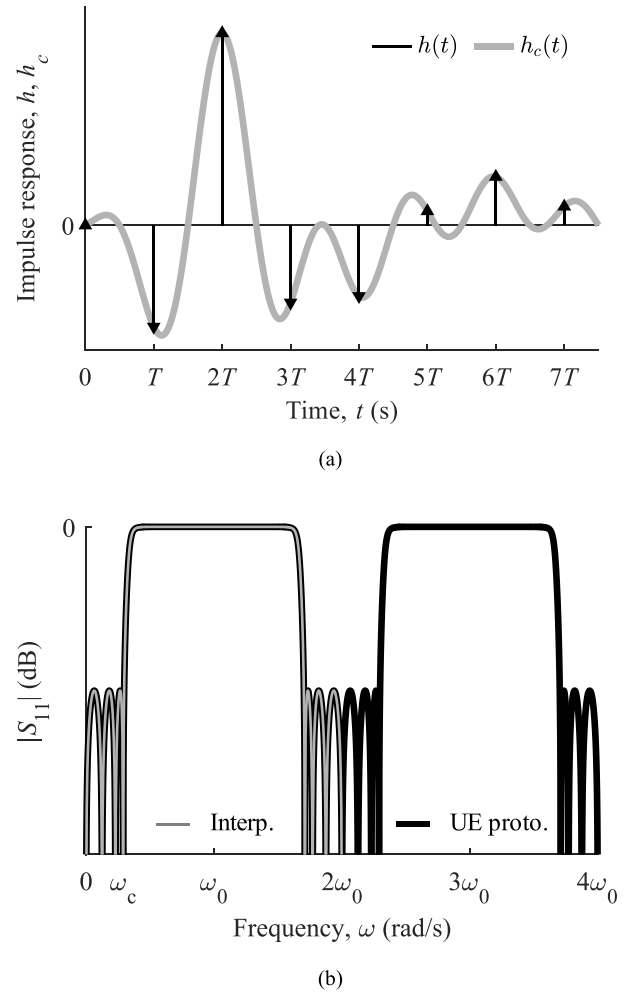 Impulse response, h, h_c
h(t) h_c(t)
0
0 T 2T 3T 4T 5T 6T 7T
Time, t (s)
(a)
|S_11| (dB)
0
Interp. UE proto.
0 ω_c ω_0 2ω_0 3ω_0 4ω_0
Frequency, ω (rad/s)
(b)